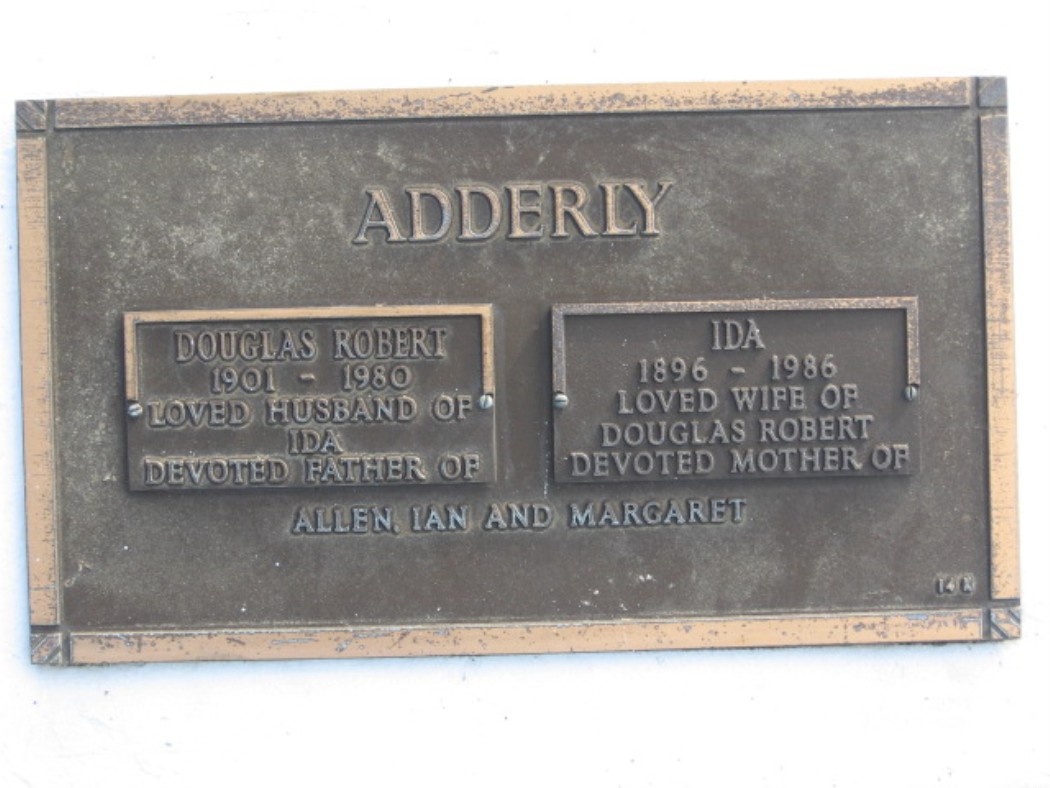 ADDERLY
DOUGLAS ROBERT
1901 - 1980
LOVED HUSBAND OF
IDA
DEVOTED FATHER OF
IDA
1896 - 1986
LOVED WIFE OF
DOUGLAS ROBERT
DEVOTED MOTHER OF
ALLEN, IAN AND MARGARET
14